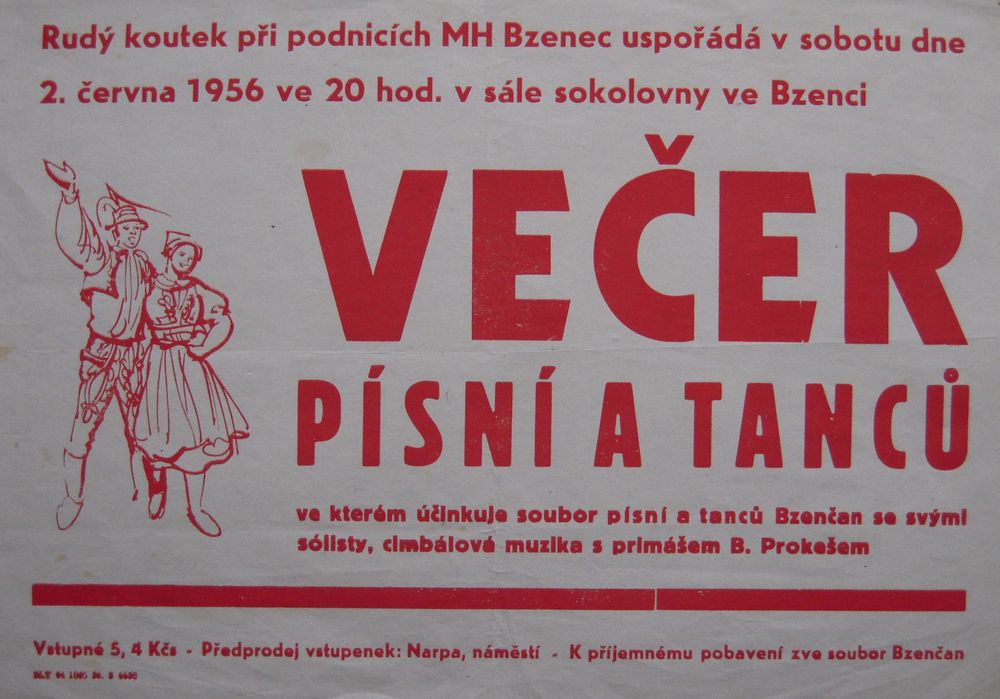 Rudý koutek při podnicích MH Bzenec uspořádá v sobotu dne
2. června 1956 ve 20 hod. v sále sokolovny ve Bzenci
VEČER
PÍSNÍ A TANCŮ
ve kterém účinkuje soubor písní a tanců Bzenčan se svými
sólisty, cimbálová muzika s primášem B. Prokešem
Vstupné 5, 4 Kčs - Předprodej vstupenek: Narpa, náměstí - K příjemnému pobavení zve soubor Bzenčan